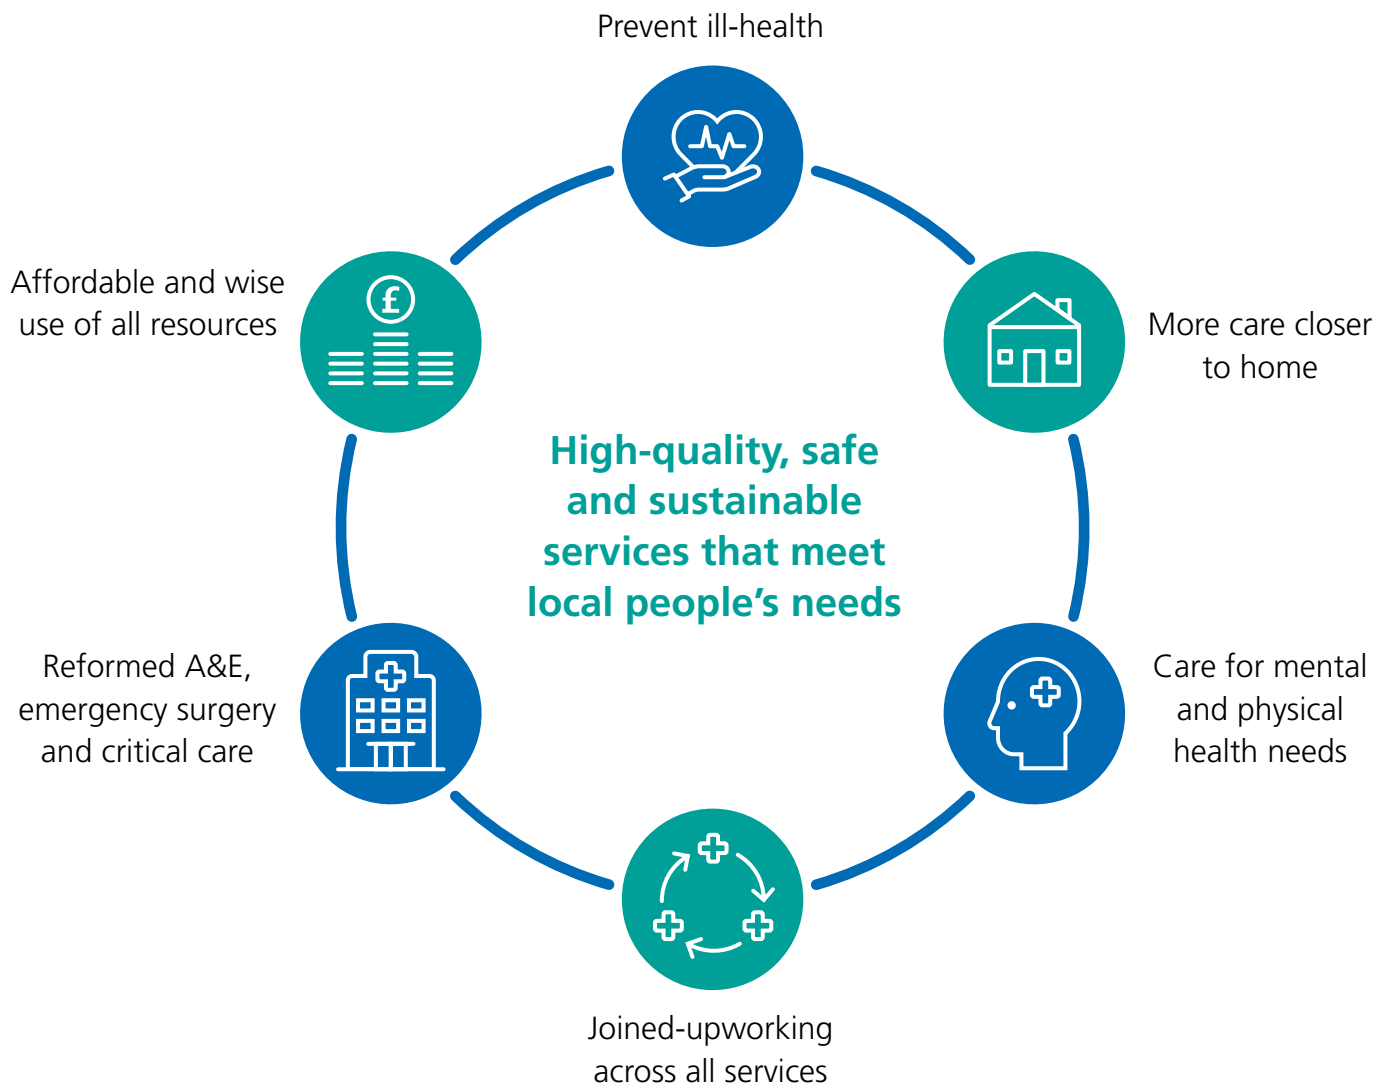 Prevent ill-health
Affordable and wise
use of all resources
£
More care closer
to home
High-quality, safe
and sustainable
services that meet
local people’s needs
Reformed A&E,
emergency surgery
and critical care
Care for mental
and physical
health needs
Joined-upworking
across all services